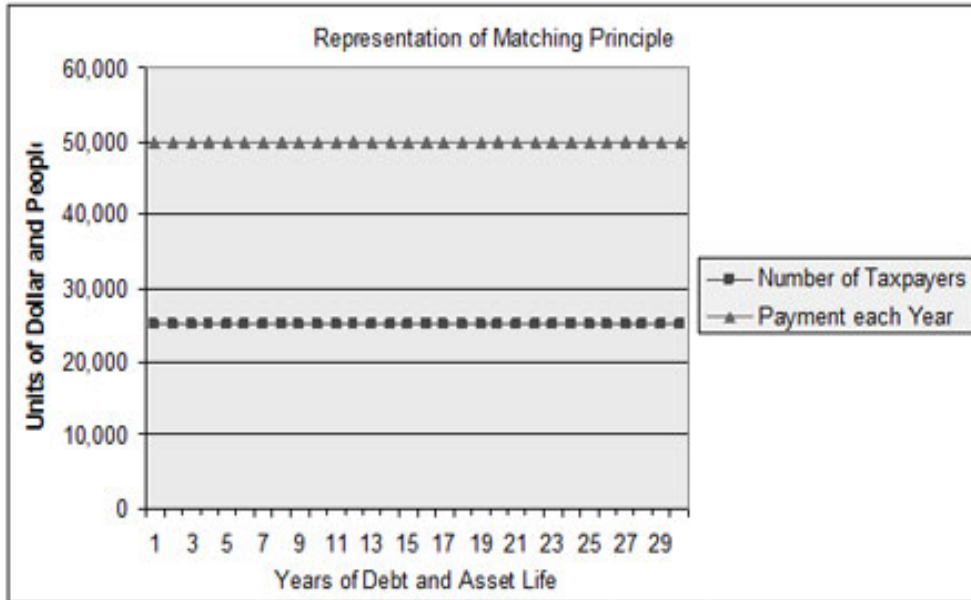 Representation of Matching Principle
60,000
50,000
40,000
30,000
20,000
10,000
0
Units of Dollar and Peopl
1 3 5 7 9 11 13 15 17 19 21 23 25 27 29
Years of Debt and Asset Life
Number of Taxpayers
Payment each Year